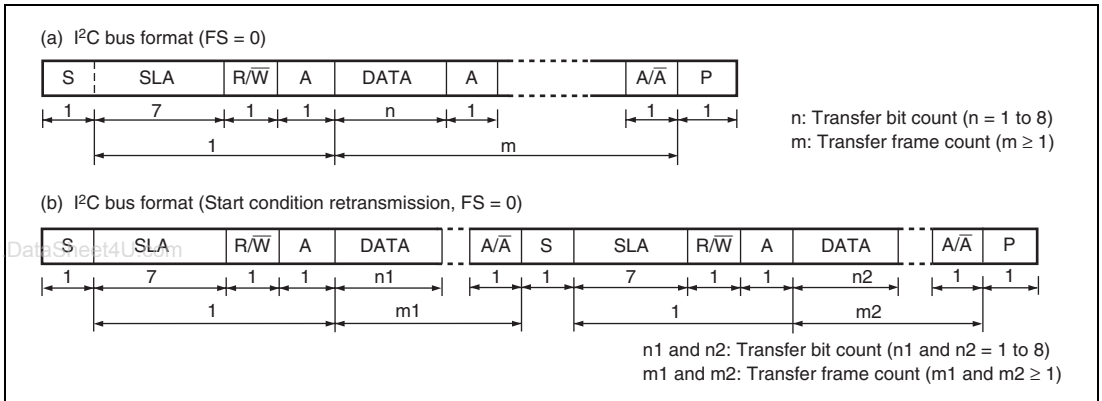 (a) I²C bus format (FS = 0)
S SLA R/W̅ A DATA A A/A̅ P
1 7 1 1 n 1 1 1
1 m
n: Transfer bit count (n = 1 to 8)
m: Transfer frame count (m ≥ 1)
(b) I²C bus format (Start condition retransmission, FS = 0)
S SLA R/W̅ A DATA A/A̅ S SLA R/W̅ A DATA A/A̅ P
DataSheet4U.com
1 7 1 1 n1 1 1 7 1 1 n2 1 1
1 m1 1 m2
n1 and n2: Transfer bit count (n1 and n2 = 1 to 8)
m1 and m2: Transfer frame count (m1 and m2 ≥ 1)